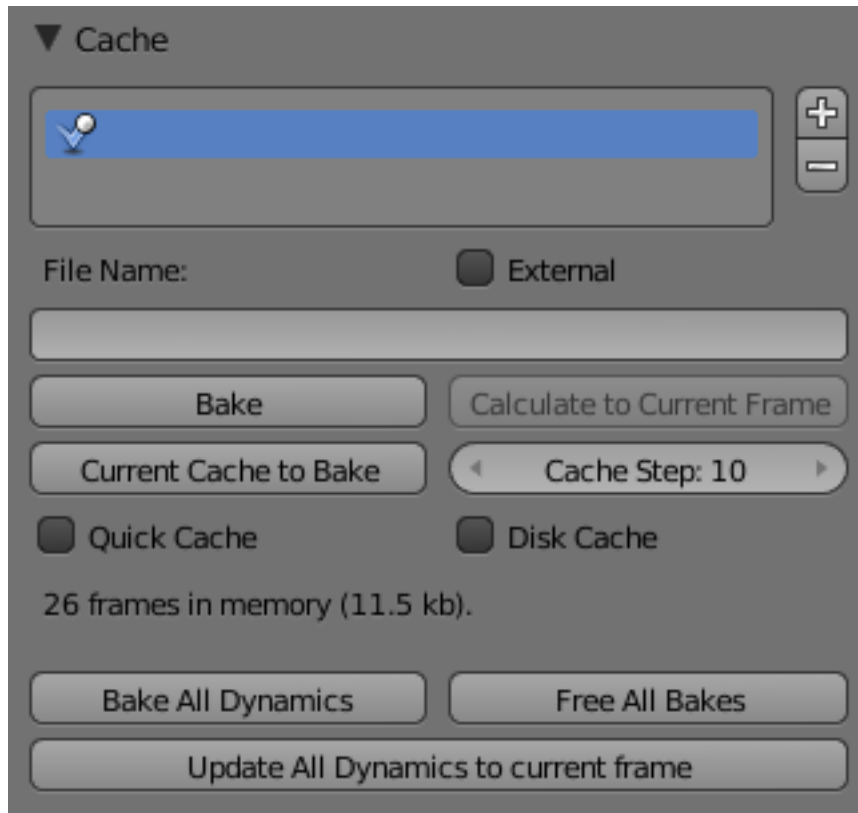 Cache
File Name:
External
Bake
Calculate to Current Frame
Current Cache to Bake
Cache Step: 10
Quick Cache
Disk Cache
26 frames in memory (11.5 kb).
Bake All Dynamics
Free All Bakes
Update All Dynamics to current frame